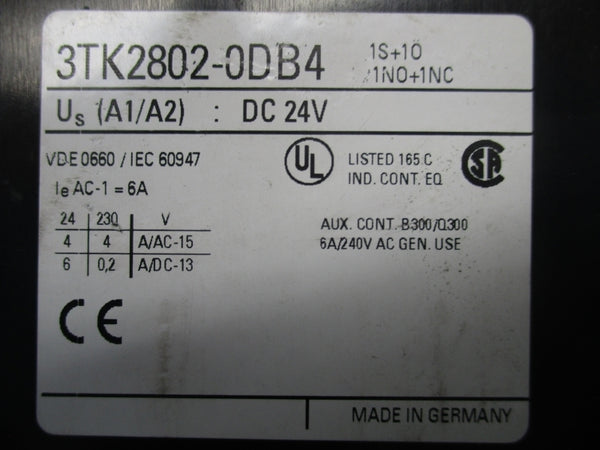 3TK2802-0DB4 1S+1Ö
/1NO+1NC
Us (A1/A2) : DC 24V
VDE 0660 / IEC 60947
Ie AC-1 = 6A
UL LISTED 165 C
IND. CONT. EQ
SA
24 230 V
4 4 A/AC-15
6 0,2 A/DC-13
AUX. CONT. B300/Q300
6A/240V AC GEN. USE
CE
MADE IN GERMANY